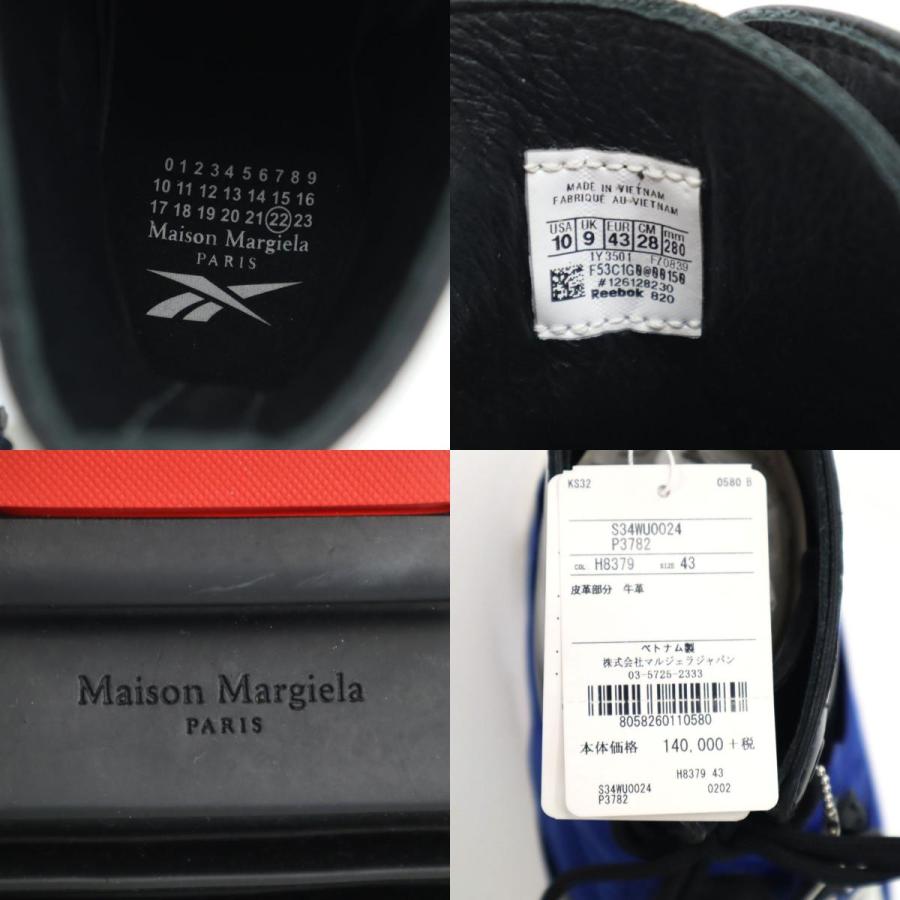 0 1 2 3 4 5 6 7 8 9
10 11 12 13 14 15 16
17 18 19 20 21 22 23
Maison Margiela
PARIS
MADE IN VIETNAM
FABRIQUÉ AU VIETNAM
USA UK EUR CM mm
10 9 43 28 280
1Y3501 FZ0839
F53C1G0@00150
#126128230
Reebok 820
Maison Margiela
PARIS
KS32 0580 B
S34WU0024
P3782
COL H8379 SIZE 43
皮革部分 牛革
ベトナム製
株式会社マルジェラジャパン
03-5725-2333
8058260110580
本体価格 140,000+税
H8379 43
S34WU0024 0202
P3782